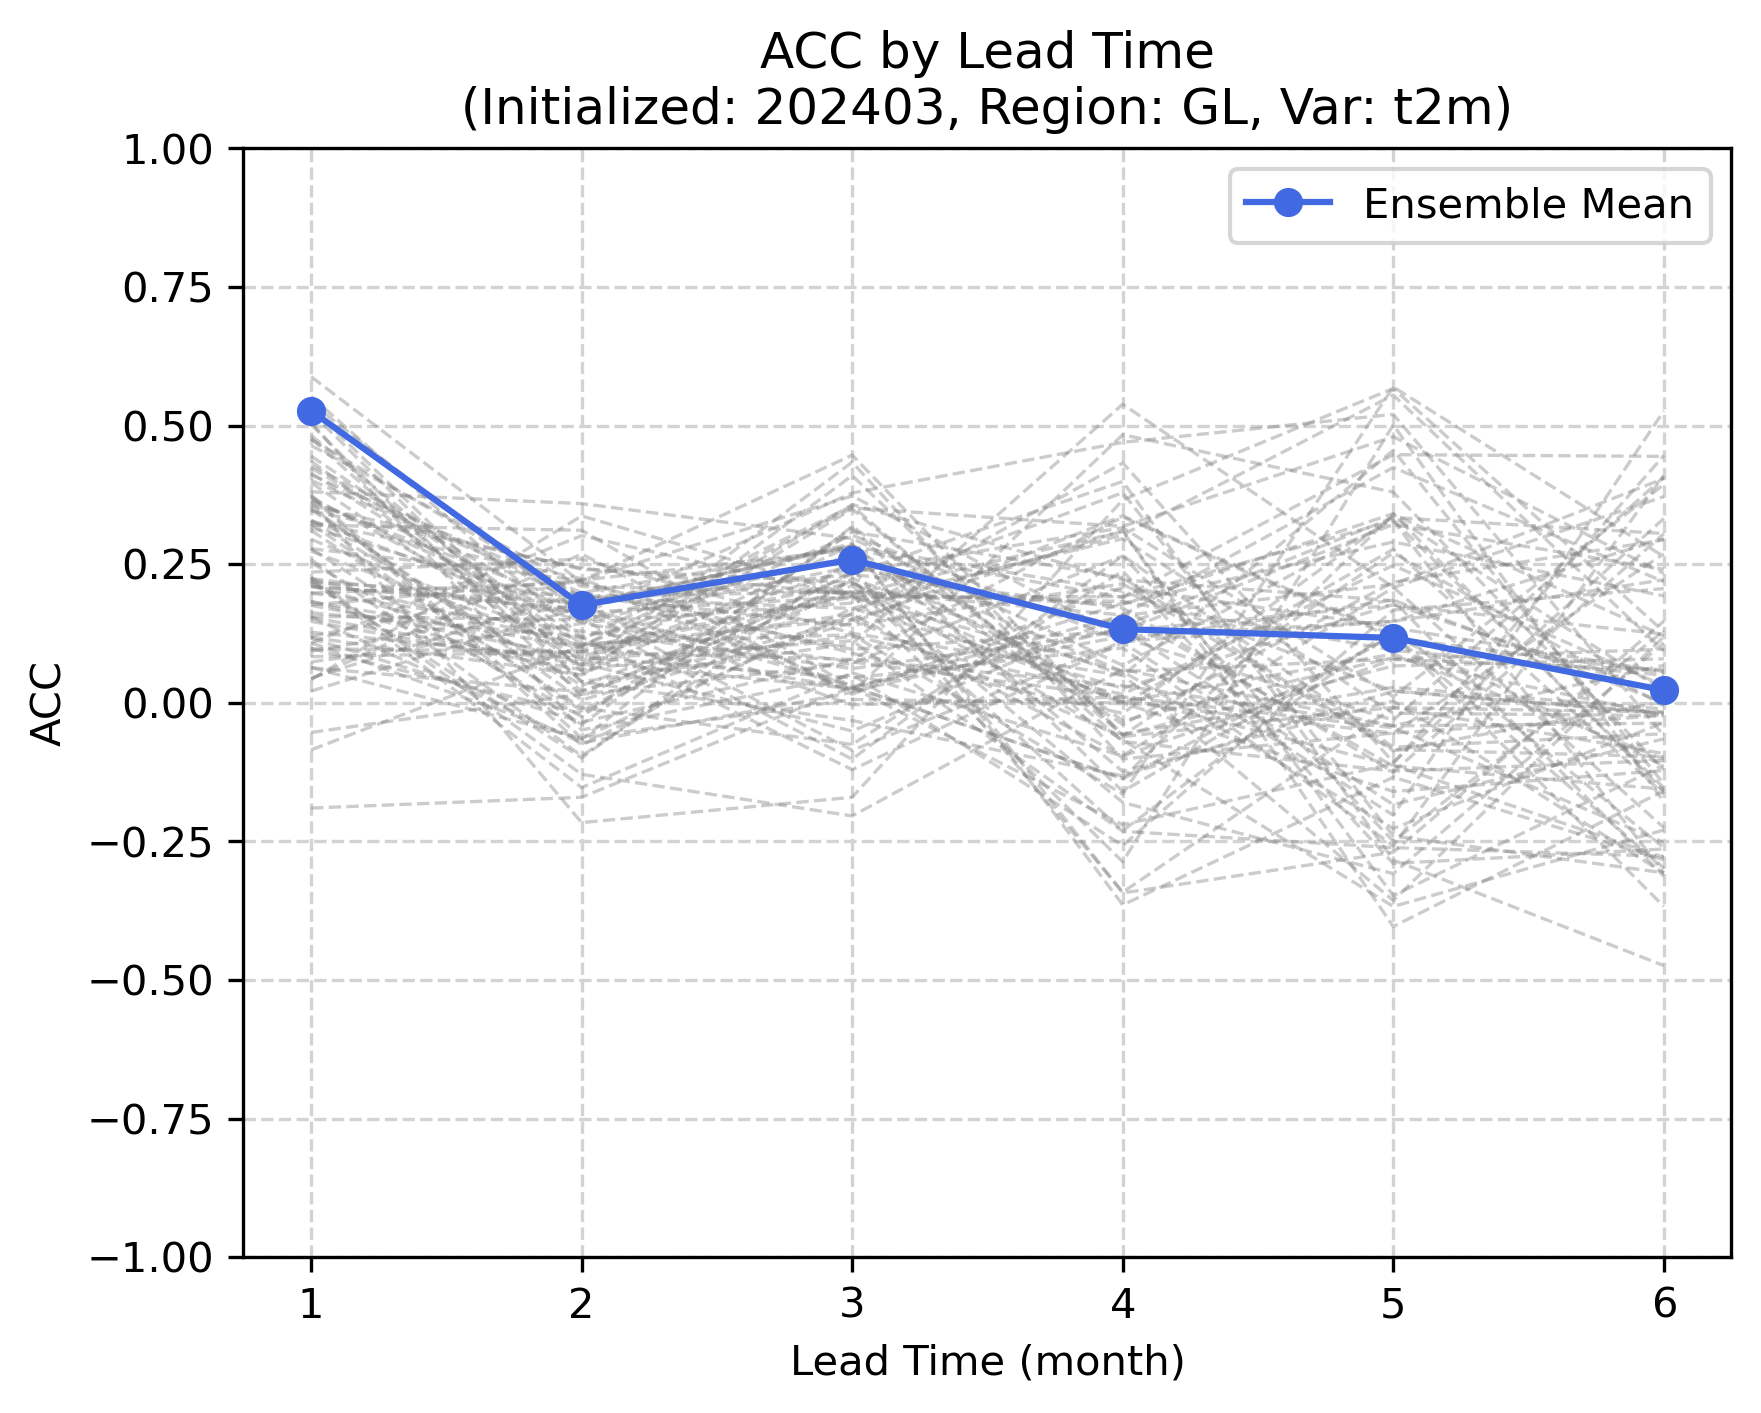 ACC by Lead Time
(Initialized: 202403, Region: GL, Var: t2m)
Ensemble Mean
ACC
1.00
0.75
0.50
0.25
0.00
−0.25
−0.50
−0.75
−1.00
1 2 3 4 5 6
Lead Time (month)